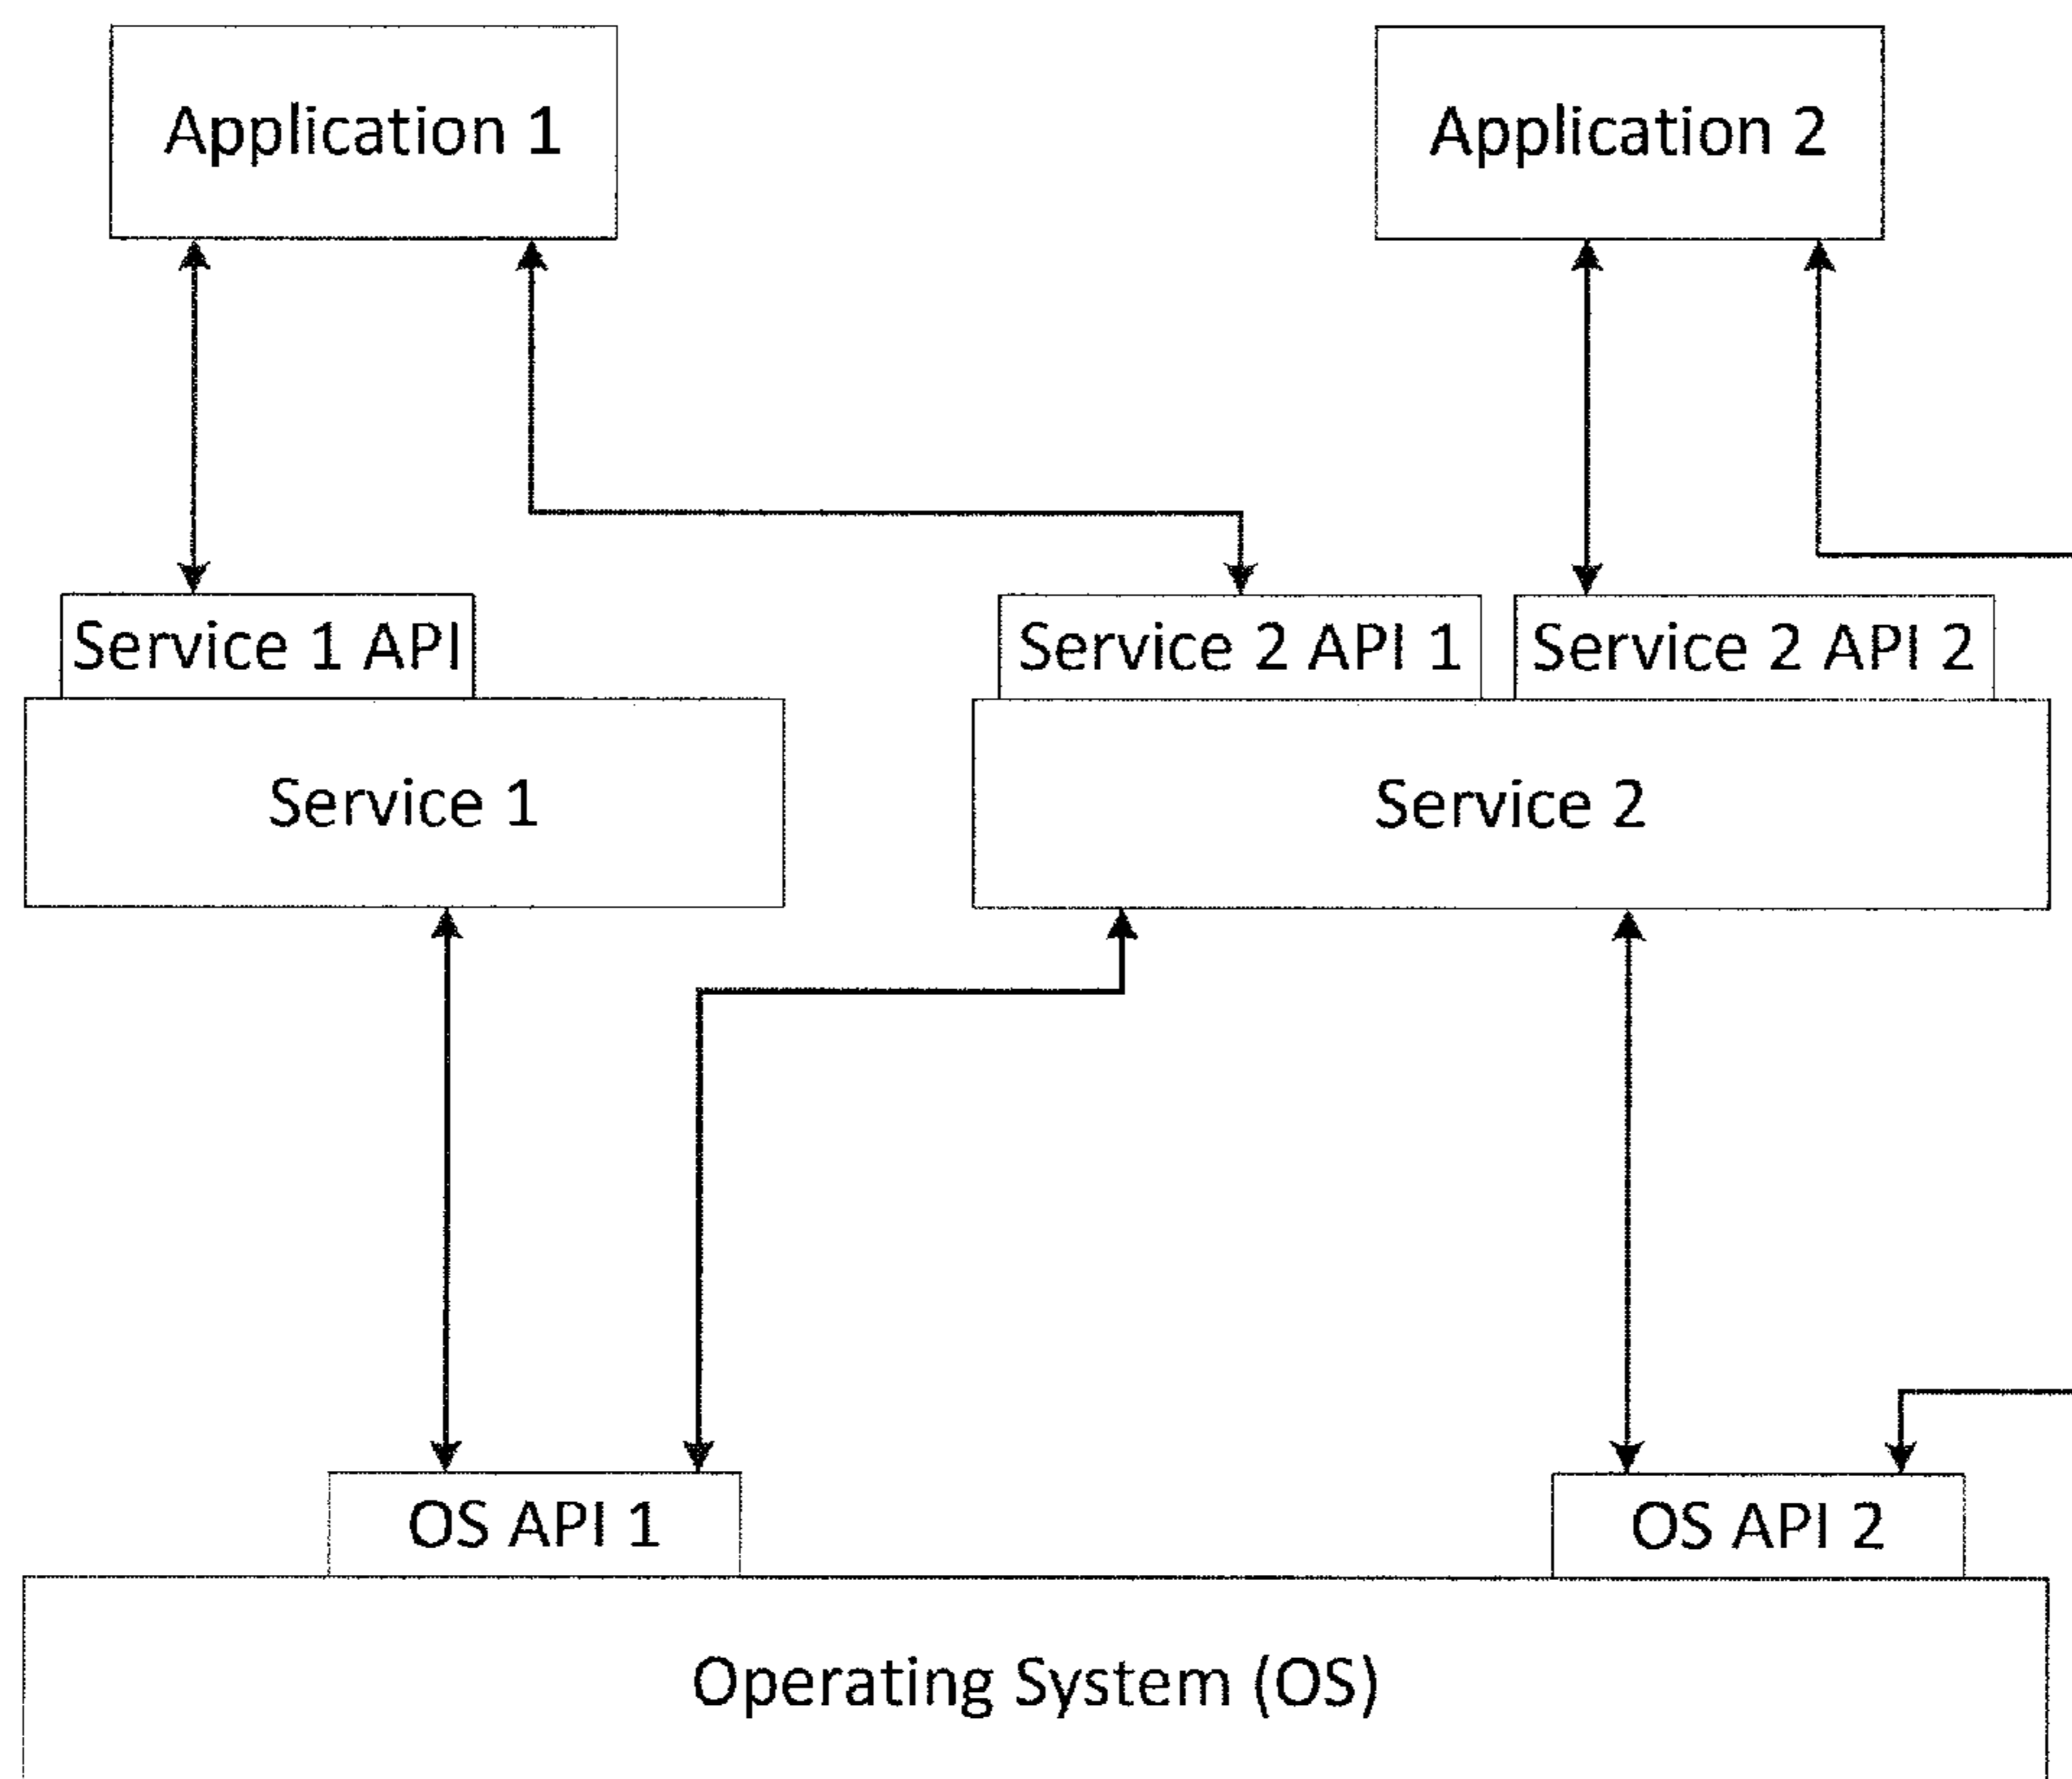 Application 1
Application 2
Service 1 API
Service 2 API 1
Service 2 API 2
Service 1
Service 2
OS API 1
OS API 2
Operating System (OS)